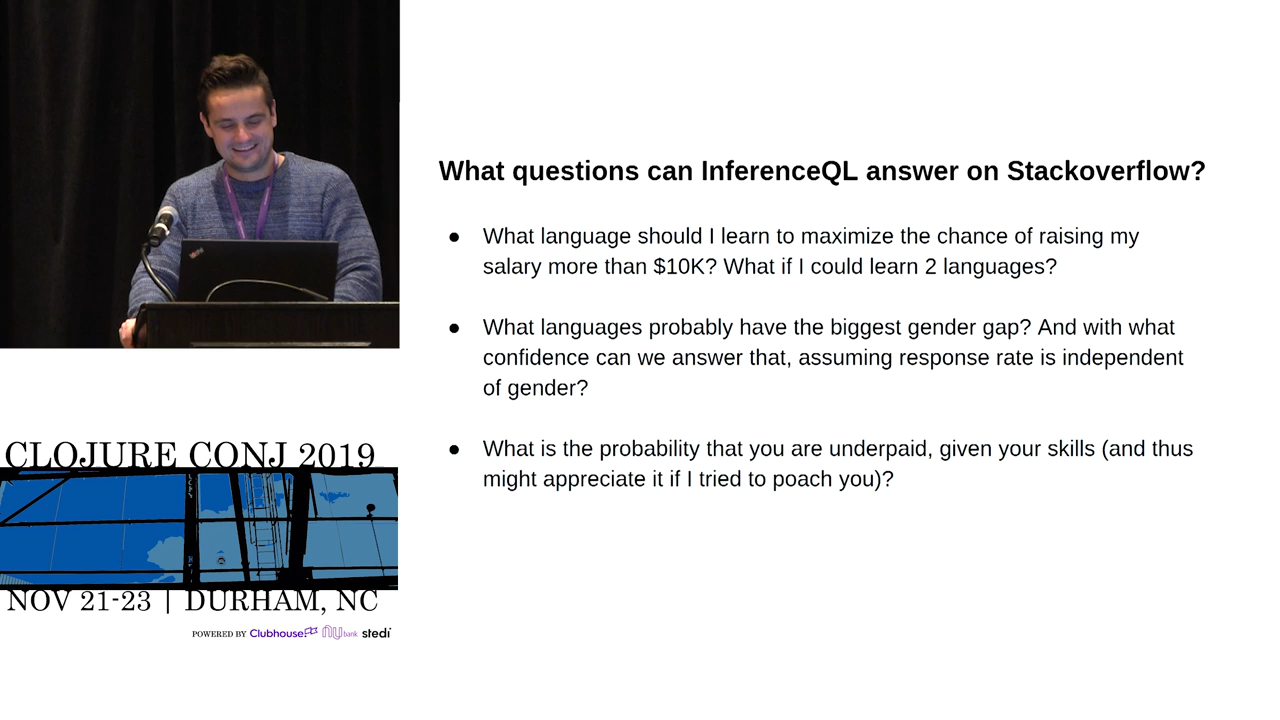 What questions can InferenceQL answer on Stackoverflow?
● What language should I learn to maximize the chance of raising my
salary more than $10K? What if I could learn 2 languages?
● What languages probably have the biggest gender gap? And with what
confidence can we answer that, assuming response rate is independent
of gender?
● What is the probability that you are underpaid, given your skills (and thus
might appreciate it if I tried to poach you)?
CLOJURE CONJ 2019
NOV 21-23 | DURHAM, NC
POWERED BY Clubhouse nu bank stedi